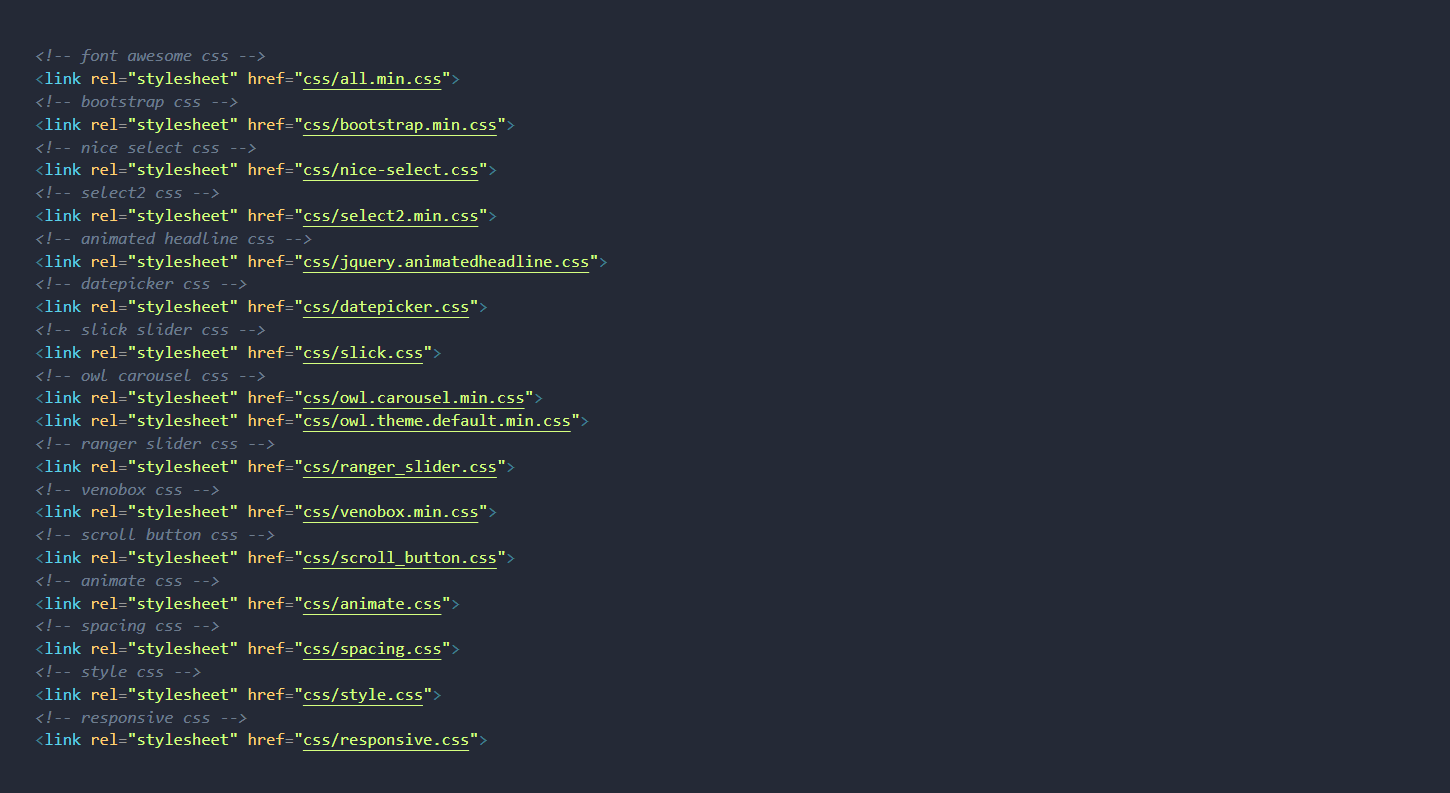 <!-- font awesome css -->
<link rel="stylesheet" href="css/all.min.css">
<!-- bootstrap css -->
<link rel="stylesheet" href="css/bootstrap.min.css">
<!-- nice select css -->
<link rel="stylesheet" href="css/nice-select.css">
<!-- select2 css -->
<link rel="stylesheet" href="css/select2.min.css">
<!-- animated headline css -->
<link rel="stylesheet" href="css/jquery.animatedheadline.css">
<!-- datepicker css -->
<link rel="stylesheet" href="css/datepicker.css">
<!-- slick slider css -->
<link rel="stylesheet" href="css/slick.css">
<!-- owl carousel css -->
<link rel="stylesheet" href="css/owl.carousel.min.css">
<link rel="stylesheet" href="css/owl.theme.default.min.css">
<!-- ranger slider css -->
<link rel="stylesheet" href="css/ranger_slider.css">
<!-- venobox css -->
<link rel="stylesheet" href="css/venobox.min.css">
<!-- scroll button css -->
<link rel="stylesheet" href="css/scroll_button.css">
<!-- animate css -->
<link rel="stylesheet" href="css/animate.css">
<!-- spacing css -->
<link rel="stylesheet" href="css/spacing.css">
<!-- style css -->
<link rel="stylesheet" href="css/style.css">
<!-- responsive css -->
<link rel="stylesheet" href="css/responsive.css">